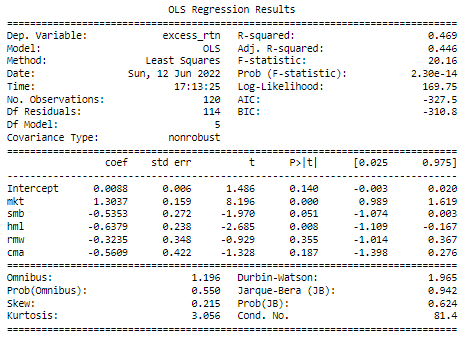 OLS Regression Results
==============================================================================
Dep. Variable: excess_rtn R-squared: 0.469
Model: OLS Adj. R-squared: 0.446
Method: Least Squares F-statistic: 20.16
Date: Sun, 12 Jun 2022 Prob (F-statistic): 2.30e-14
Time: 17:13:25 Log-Likelihood: 169.75
No. Observations: 120 AIC: -327.5
Df Residuals: 114 BIC: -310.8
Df Model: 5
Covariance Type: nonrobust
==============================================================================
coef std err t P>|t| [0.025 0.975]
------------------------------------------------------------------------------
Intercept 0.0088 0.006 1.486 0.140 -0.003 0.020
mkt 1.3037 0.159 8.196 0.000 0.989 1.619
smb -0.5353 0.272 -1.970 0.051 -1.074 0.003
hml -0.6379 0.238 -2.685 0.008 -1.109 -0.167
rmw -0.3235 0.348 -0.929 0.355 -1.014 0.367
cma -0.5609 0.422 -1.328 0.187 -1.398 0.276
==============================================================================
Omnibus: 1.196 Durbin-Watson: 1.965
Prob(Omnibus): 0.550 Jarque-Bera (JB): 0.942
Skew: 0.215 Prob(JB): 0.624
Kurtosis: 3.056 Cond. No. 81.4
==============================================================================